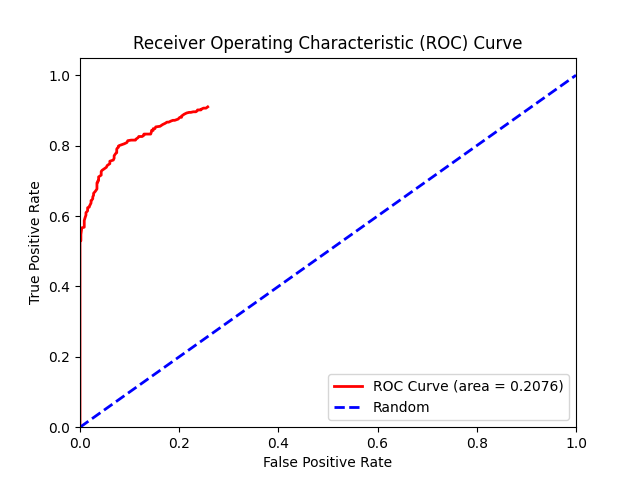 Receiver Operating Characteristic (ROC) Curve
1.0
0.8
0.6
0.4
0.2
0.0
True Positive Rate
ROC Curve (area = 0.2076)
Random
0.0 0.2 0.4 0.6 0.8 1.0
False Positive Rate